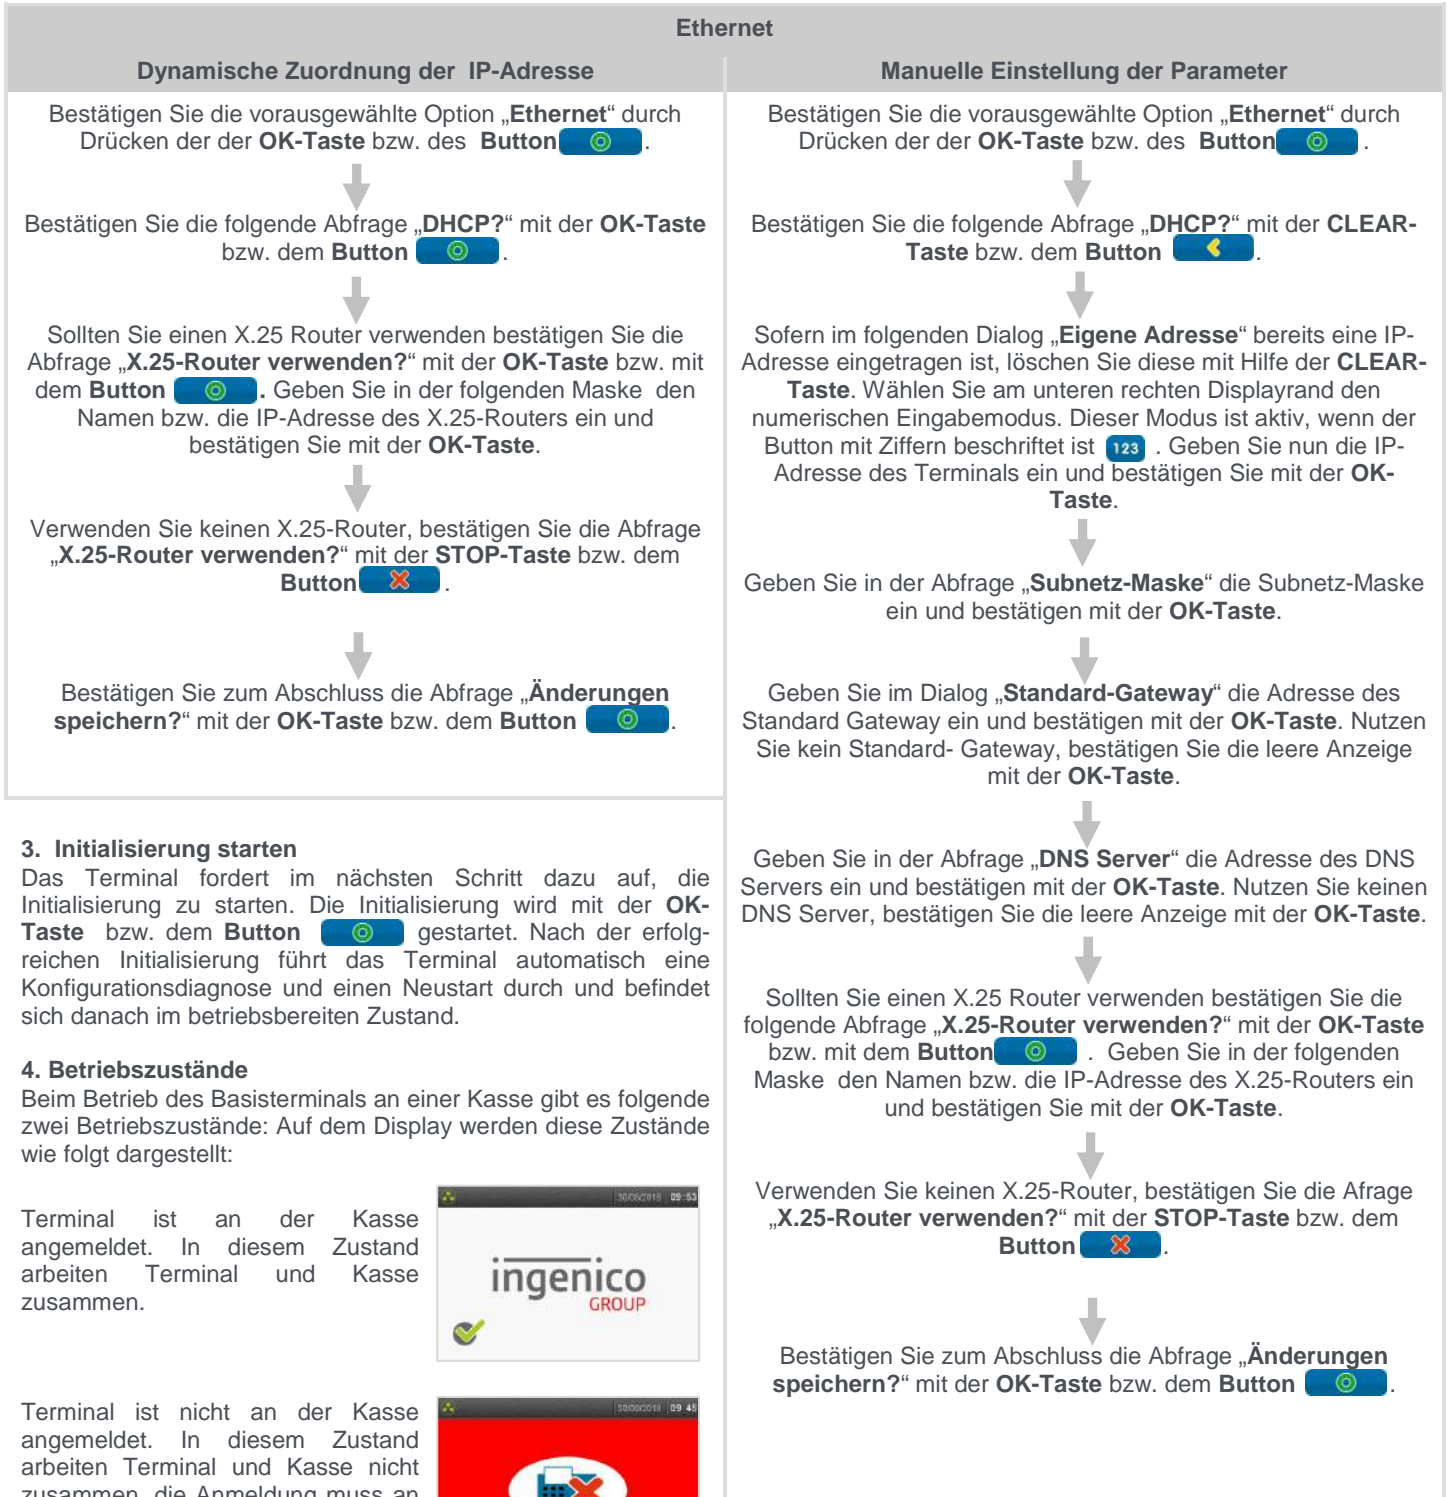 Ethernet
Dynamische Zuordnung der IP-Adresse
Bestätigen Sie die vorausgewählte Option „Ethernet“ durch
Drücken der der OK-Taste bzw. des Button .
Bestätigen Sie die folgende Abfrage „DHCP?“ mit der OK-Taste
bzw. dem Button .
Sollten Sie einen X.25 Router verwenden bestätigen Sie die
Abfrage „X.25-Router verwenden?“ mit der OK-Taste bzw. mit
dem Button . Geben Sie in der folgenden Maske den
Namen bzw. die IP-Adresse des X.25-Routers ein und
bestätigen Sie mit der OK-Taste.
Verwenden Sie keinen X.25-Router, bestätigen Sie die Abfrage
„X.25-Router verwenden?“ mit der STOP-Taste bzw. dem
Button .
Bestätigen Sie zum Abschluss die Abfrage „Änderungen
speichern?“ mit der OK-Taste bzw. dem Button .
Manuelle Einstellung der Parameter
Bestätigen Sie die vorausgewählte Option „Ethernet“ durch
Drücken der der OK-Taste bzw. des Button .
Bestätigen Sie die folgende Abfrage „DHCP?“ mit der CLEAR-
Taste bzw. dem Button .
Sofern im folgenden Dialog „Eigene Adresse“ bereits eine IP-
Adresse eingetragen ist, löschen Sie diese mit Hilfe der CLEAR-
Taste. Wählen Sie am unteren rechten Displayrand den
numerischen Eingabemodus. Dieser Modus ist aktiv, wenn der
Button mit Ziffern beschriftet ist 123 . Geben Sie nun die IP-
Adresse des Terminals ein und bestätigen Sie mit der OK-
Taste.
Geben Sie in der Abfrage „Subnetz-Maske“ die Subnetz-Maske
ein und bestätigen mit der OK-Taste.
Geben Sie im Dialog „Standard-Gateway“ die Adresse des
Standard Gateway ein und bestätigen mit der OK-Taste. Nutzen
Sie kein Standard- Gateway, bestätigen Sie die leere Anzeige
mit der OK-Taste.
Geben Sie in der Abfrage „DNS Server“ die Adresse des DNS
Servers ein und bestätigen mit der OK-Taste. Nutzen Sie keinen
DNS Server, bestätigen Sie die leere Anzeige mit der OK-Taste.
Sollten Sie einen X.25 Router verwenden bestätigen Sie die
folgende Abfrage „X.25-Router verwenden?“ mit der OK-Taste
bzw. mit dem Button . Geben Sie in der folgenden
Maske den Namen bzw. die IP-Adresse des X.25-Routers ein
und bestätigen Sie mit der OK-Taste.
Verwenden Sie keinen X.25-Router, bestätigen Sie die Afrage
„X.25-Router verwenden?“ mit der STOP-Taste bzw. dem
Button .
Bestätigen Sie zum Abschluss die Abfrage „Änderungen
speichern?“ mit der OK-Taste bzw. dem Button .
3. Initialisierung starten
Das Terminal fordert im nächsten Schritt dazu auf, die
Initialisierung zu starten. Die Initialisierung wird mit der OK-
Taste bzw. dem Button gestartet. Nach der erfolg-
reichen Initialisierung führt das Terminal automatisch eine
Konfigurationsdiagnose und einen Neustart durch und befindet
sich danach im betriebsbereiten Zustand.
4. Betriebszustände
Beim Betrieb des Basisterminals an einer Kasse gibt es folgende
zwei Betriebszustände: Auf dem Display werden diese Zustände
wie folgt dargestellt:
Terminal ist an der Kasse
angemeldet. In diesem Zustand
arbeiten Terminal und Kasse
zusammen.
30/08/2018 09:53
ingenico
GROUP
Terminal ist nicht an der Kasse
angemeldet. In diesem Zustand
arbeiten Terminal und Kasse nicht
zusammen, die Anmeldung muss an
30/08/2018 09 45